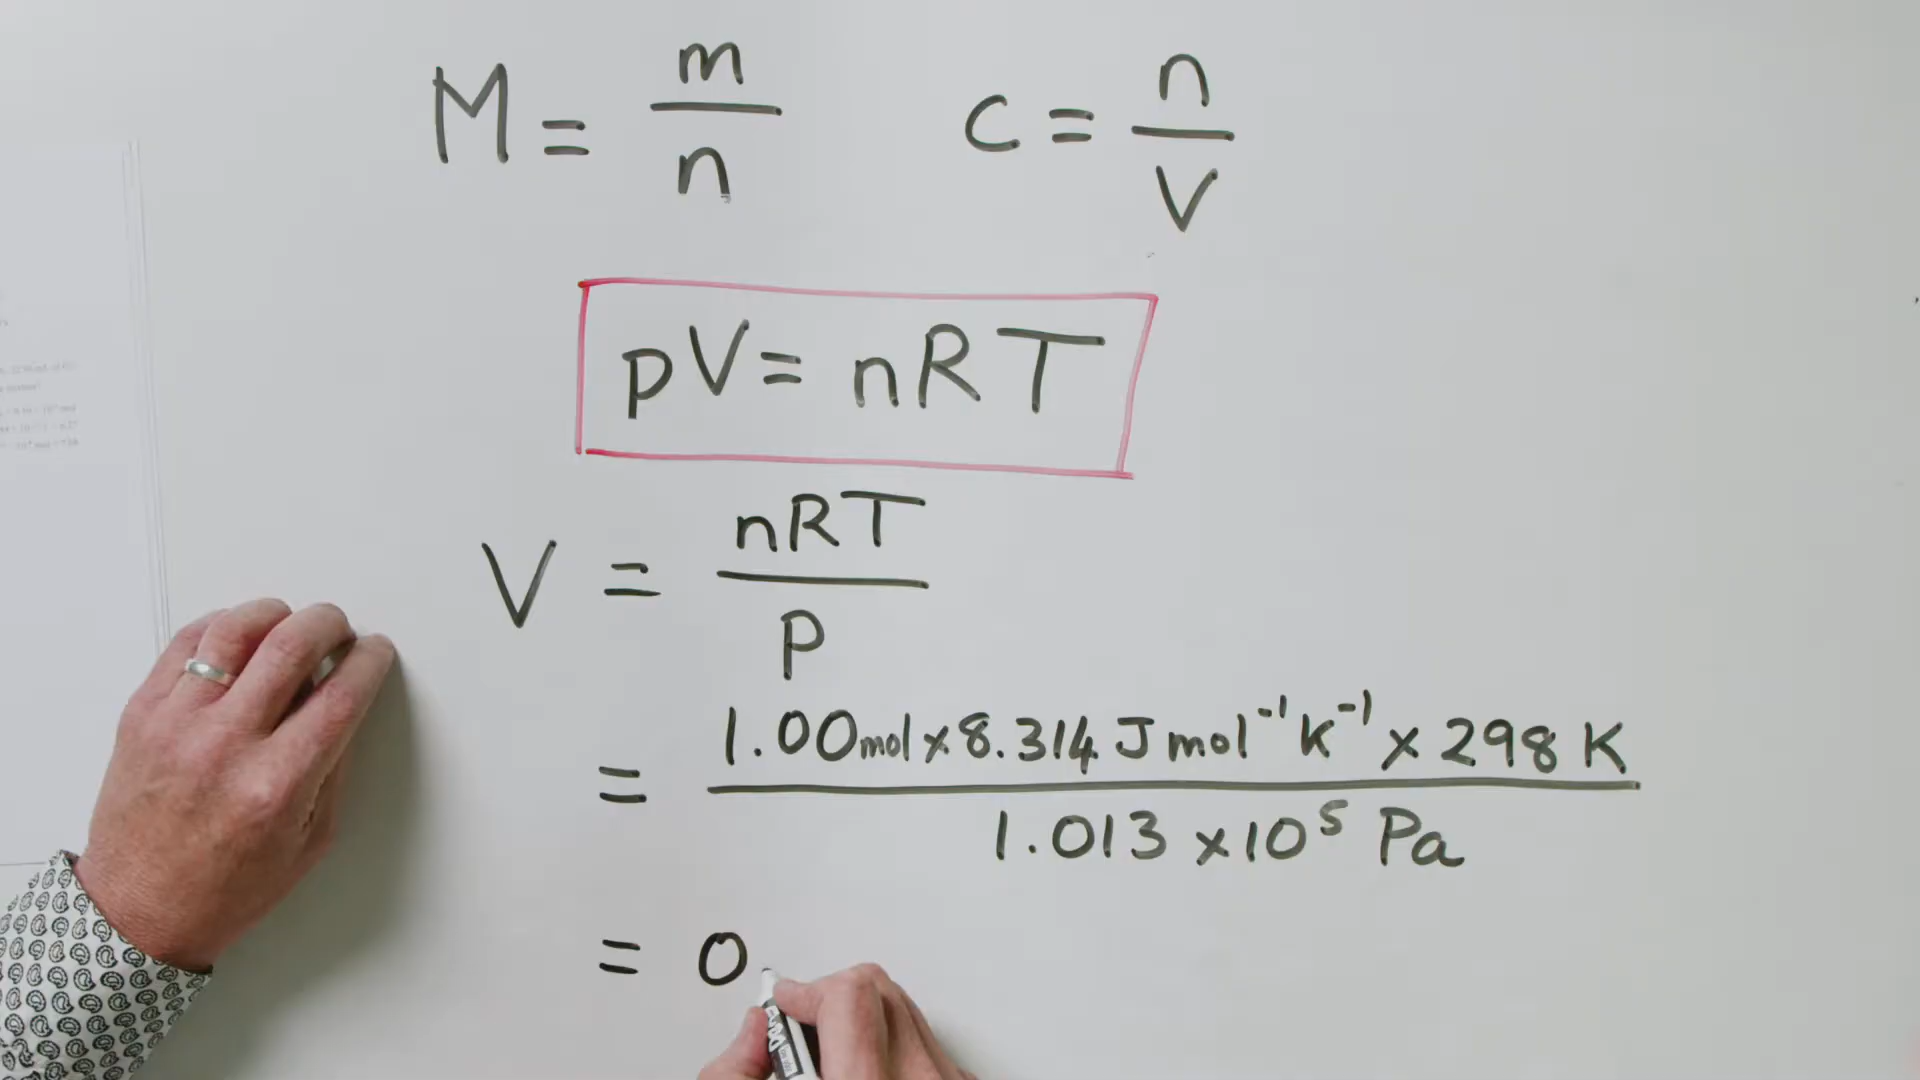 M = m/n
c = n/V
pV = nRT
V = nRT/p
= 1.00 mol x 8.314 J mol⁻¹ K⁻¹ x 298 K / 1.013 x 10⁵ Pa
= 0.